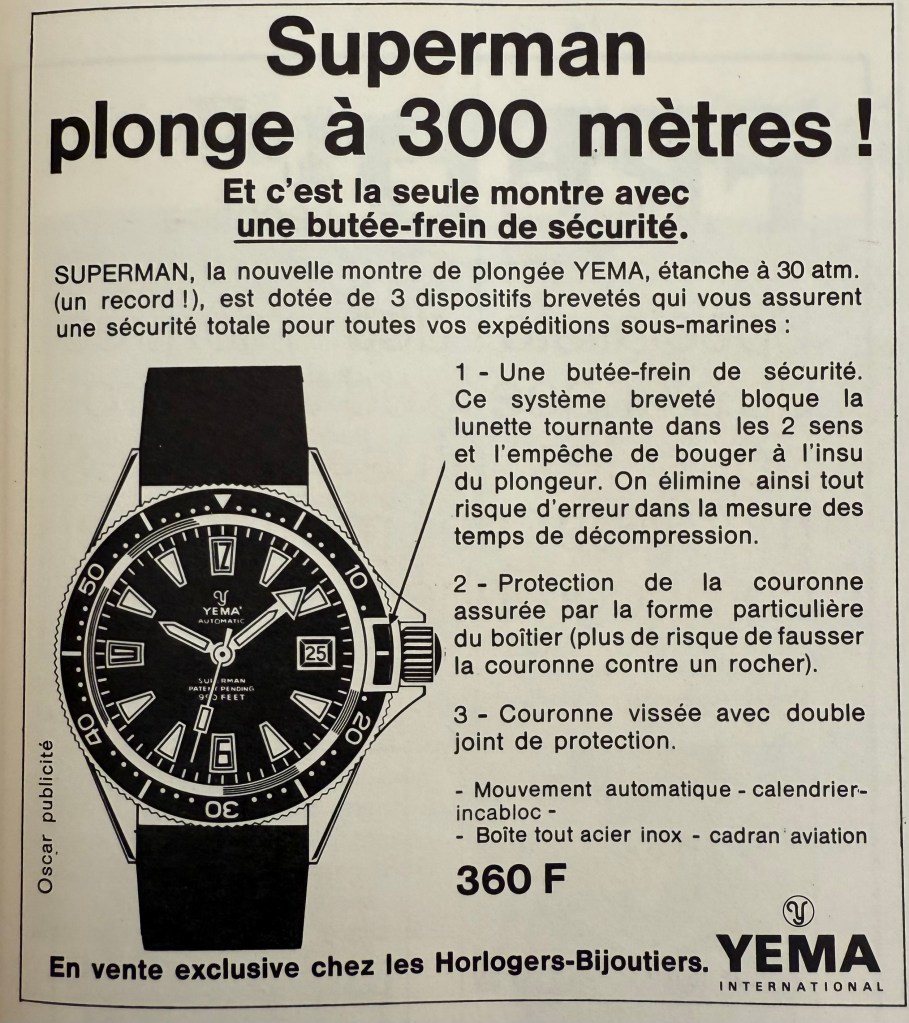 Superman
plonge à 300 mètres !
Et c'est la seule montre avec
une butée-frein de sécurité.
SUPERMAN, la nouvelle montre de plongée YEMA, étanche à 30 atm.
(un record !), est dotée de 3 dispositifs brevetés qui vous assurent
une sécurité totale pour toutes vos expéditions sous-marines :
1 - Une butée-frein de sécurité.
Ce système breveté bloque la
lunette tournante dans les 2 sens
et l'empêche de bouger à l'insu
du plongeur. On élimine ainsi tout
risque d'erreur dans la mesure des
temps de décompression.
2 - Protection de la couronne
assurée par la forme particulière
du boîtier (plus de risque de fausser
la couronne contre un rocher).
3 - Couronne vissée avec double
joint de protection.
- Mouvement automatique - calendrier-
incabloc -
- Boîte tout acier inox - cadran aviation
360 F
50
10
12
YEMA
AUTOMATIC
25
SUPERMAN
PATENT PENDING
990 FEET
9
6
40
20
30
Oscar publicité
En vente exclusive chez les Horlogers-Bijoutiers.
Y
YEMA
INTERNATIONAL